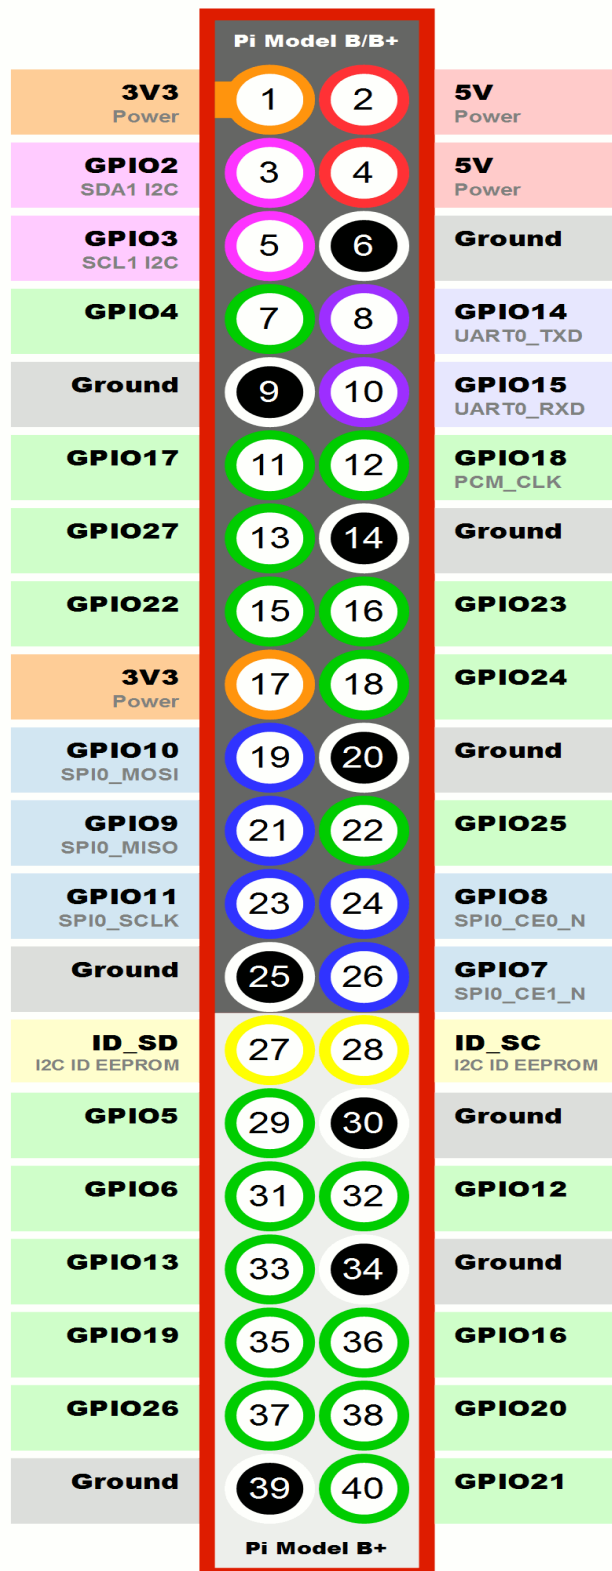 Pi Model B/B+
3V3 1 2 5V
Power Power
GPIO2 3 4 5V
SDA1 I2C Power
GPIO3 5 6 Ground
SCL1 I2C
GPIO4 7 8 GPIO14
UART0_TXD
Ground 9 10 GPIO15
UART0_RXD
GPIO17 11 12 GPIO18
PCM_CLK
GPIO27 13 14 Ground
GPIO22 15 16 GPIO23
3V3 17 18 GPIO24
Power
GPIO10 19 20 Ground
SPI0_MOSI
GPIO9 21 22 GPIO25
SPI0_MISO
GPIO11 23 24 GPIO8
SPI0_SCLK SPI0_CE0_N
Ground 25 26 GPIO7
SPI0_CE1_N
ID_SD 27 28 ID_SC
I2C ID EEPROM I2C ID EEPROM
GPIO5 29 30 Ground
GPIO6 31 32 GPIO12
GPIO13 33 34 Ground
GPIO19 35 36 GPIO16
GPIO26 37 38 GPIO20
Ground 39 40 GPIO21
Pi Model B+